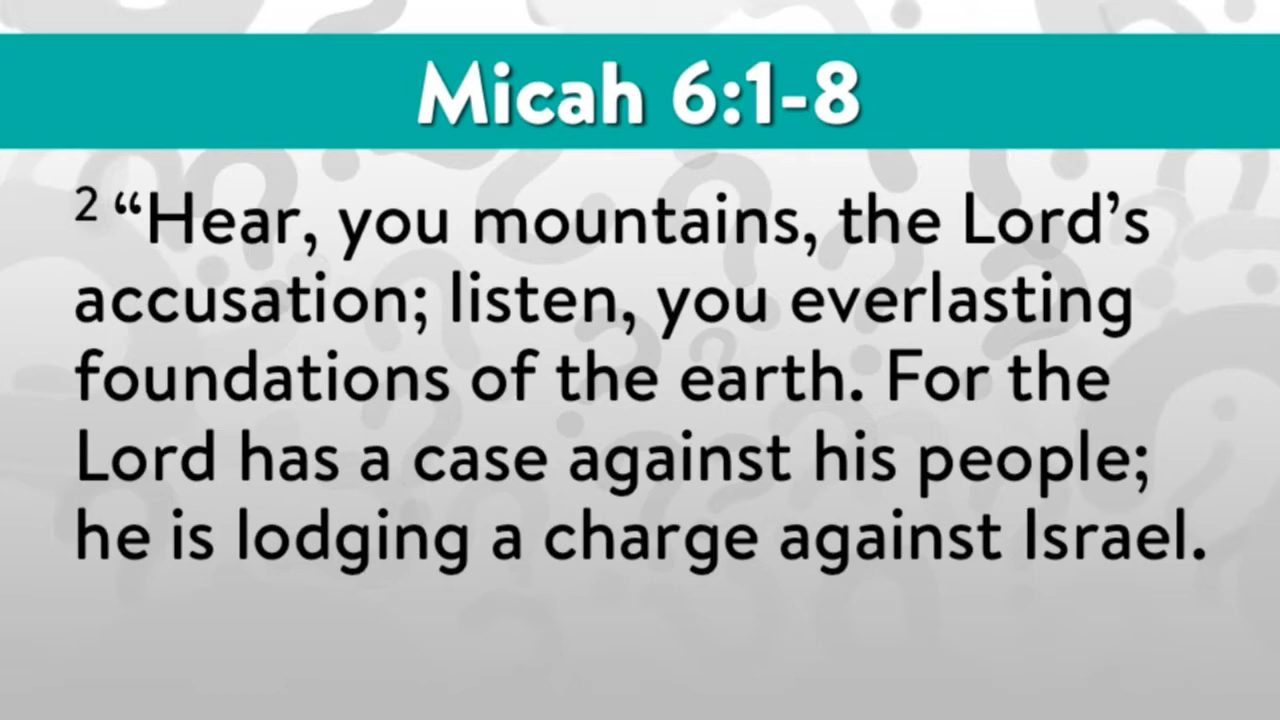 Micah 6:1-8
2 “Hear, you mountains, the Lord’s
accusation; listen, you everlasting
foundations of the earth. For the
Lord has a case against his people;
he is lodging a charge against Israel.